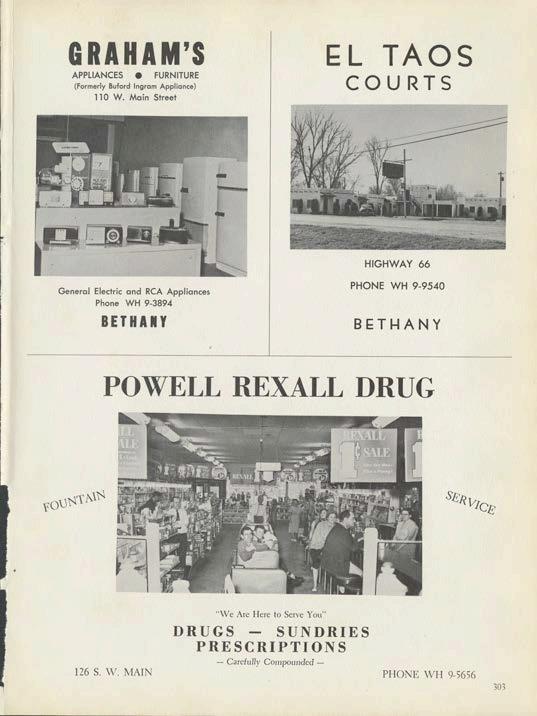 GRAHAM'S
APPLIANCES ● FURNITURE
(Formerly Buford Ingram Appliance)
110 W. Main Street
General Electric and RCA Appliances
Phone WH 9-3894
BETHANY
EL TAOS
COURTS
HIGHWAY 66
PHONE WH 9-9540
BETHANY
POWELL REXALL DRUG
REXALL
1¢ SALE
FOUNTAIN
SERVICE
"We Are Here to Serve You"
DRUGS — SUNDRIES
PRESCRIPTIONS
— Carefully Compounded —
126 S. W. MAIN
PHONE WH 9-5656
303